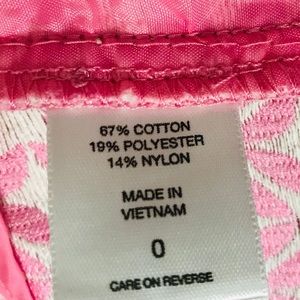 67% COTTON
19% POLYESTER
14% NYLON
MADE IN
VIETNAM
0
CARE ON REVERSE